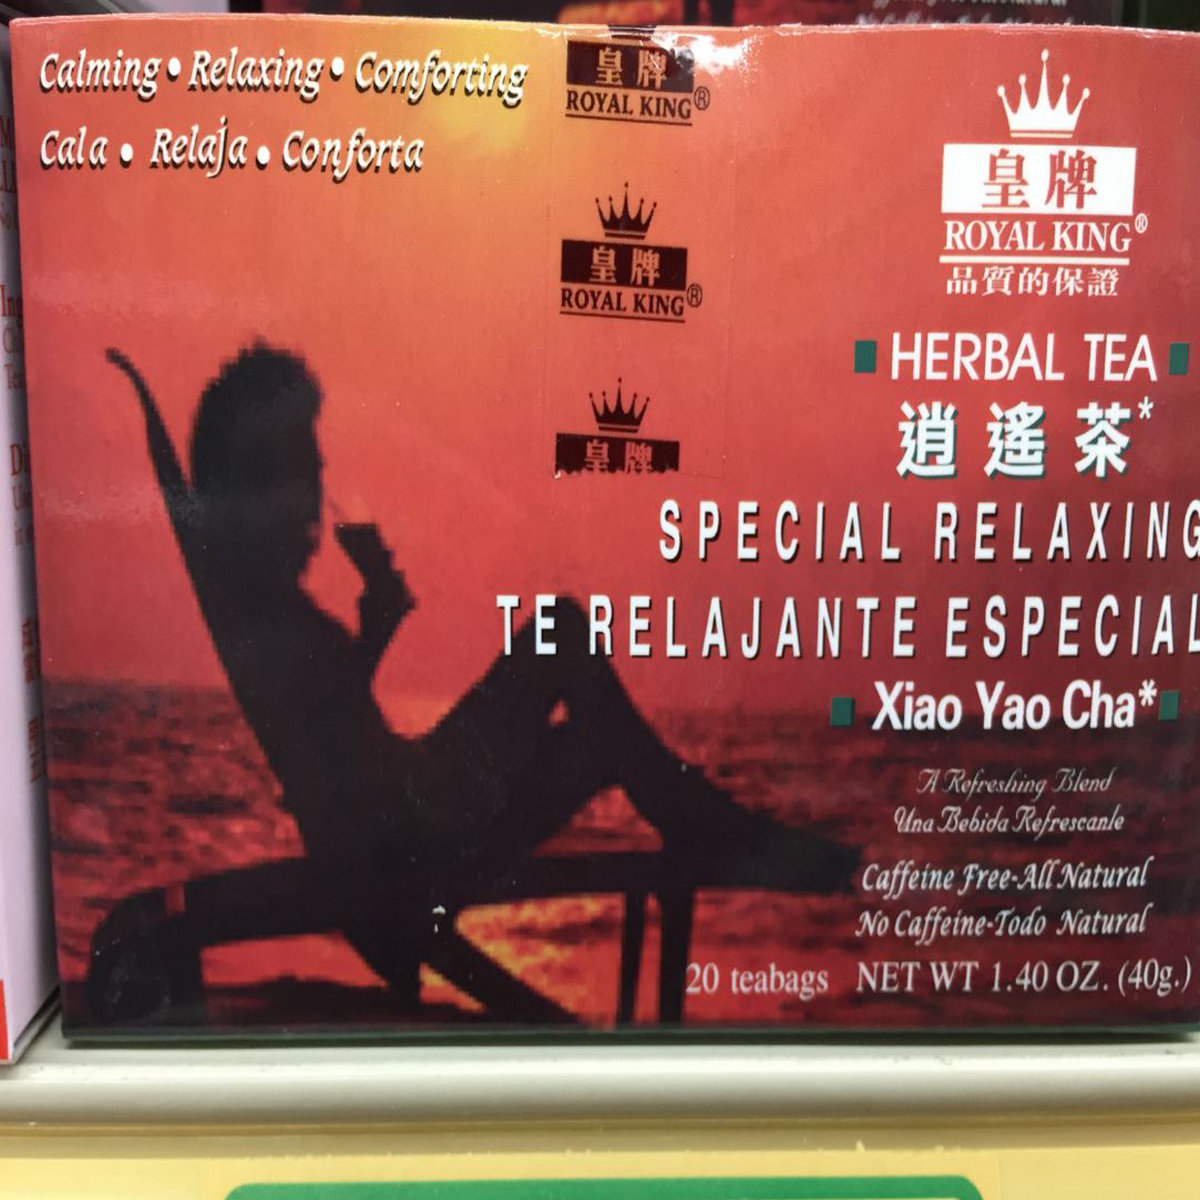 Calming • Relaxing • Comforting
Cala • Relaja • Conforta
皇牌
ROYAL KING®
皇牌
ROYAL KING®
皇牌
皇牌
ROYAL KING®
品質的保證
HERBAL TEA
逍遙茶*
SPECIAL RELAXING
TE RELAJANTE ESPECIAL
Xiao Yao Cha*
A Refreshing Blend
Una Bebida Refrescanle
Caffeine Free-All Natural
No Caffeine-Todo Natural
20 teabags NET WT 1.40 OZ. (40g.)